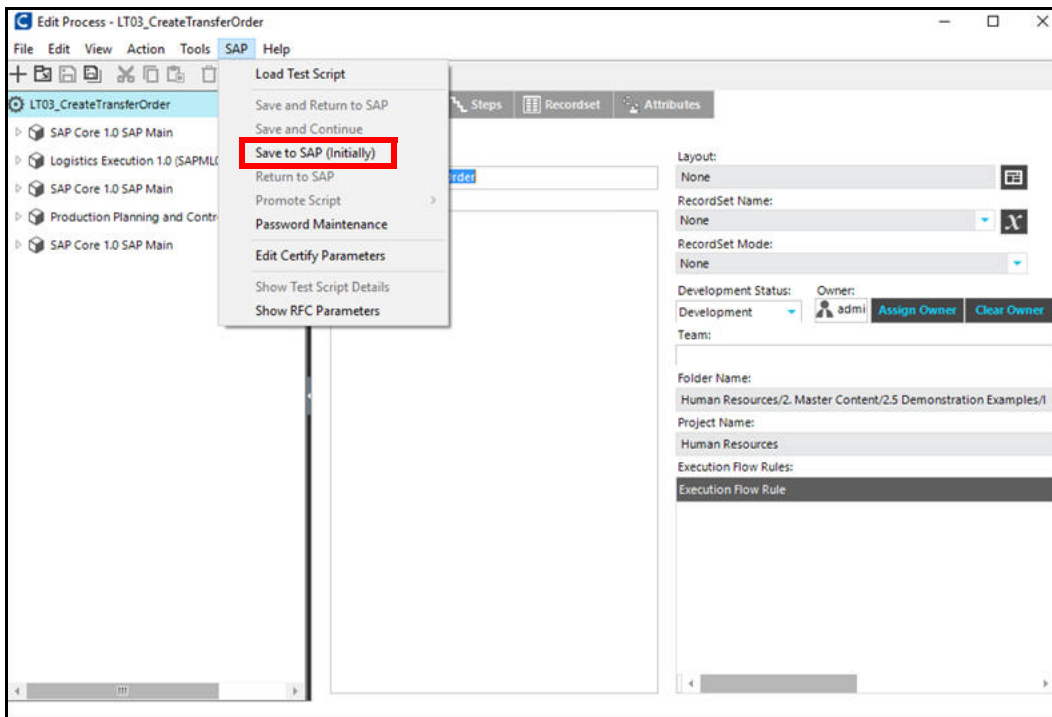 Edit Process - LT03_CreateTransferOrder
File Edit View Action Tools SAP Help
LT03_CreateTransferOrder
SAP Core 1.0 SAP Main
Logistics Execution 1.0 (SAPML
SAP Core 1.0 SAP Main
Production Planning and Contr
SAP Core 1.0 SAP Main
Load Test Script
Save and Return to SAP
Save and Continue
Save to SAP (Initially)
Return to SAP
Promote Script
Password Maintenance
Edit Certify Parameters
Show Test Script Details
Show RFC Parameters
Steps Recordset Attributes
rder
Layout:
None
RecordSet Name:
None
RecordSet Mode:
None
Development Status: Owner:
Development admi Assign Owner Clear Owner
Team:
Folder Name:
Human Resources/2. Master Content/2.5 Demonstration Examples/
Project Name:
Human Resources
Execution Flow Rules:
Execution Flow Rule